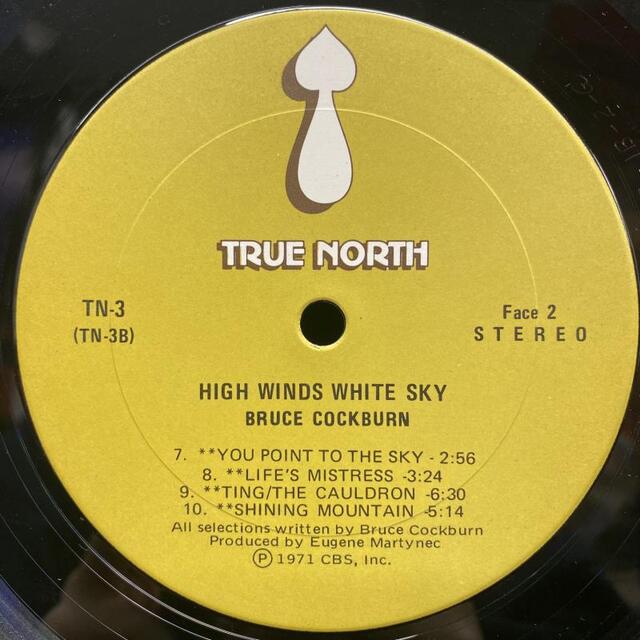 TRUE NORTH
TN-3
(TN-3B)
Face 2
STEREO
HIGH WINDS WHITE SKY
BRUCE COCKBURN
7. **YOU POINT TO THE SKY - 2:56
8. **LIFE'S MISTRESS -3:24
9. **TING/THE CAULDRON -6:30
10. **SHINING MOUNTAIN -5:14
All selections written by Bruce Cockburn
Produced by Eugene Martynec
Ⓟ 1971 CBS, Inc.